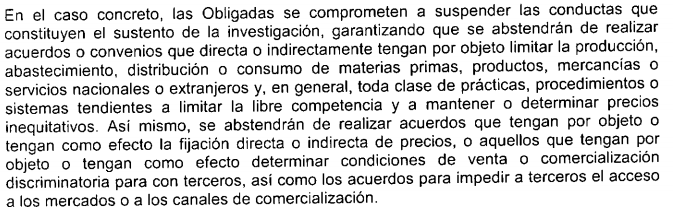 En el caso concreto, las Obligadas se comprometen a suspender las conductas que
constituyen el sustento de la investigación, garantizando que se abstendrán de realizar
acuerdos o convenios que directa o indirectamente tengan por objeto limitar la producción,
abastecimiento, distribución o consumo de materias primas, productos, mercancías o
servicios nacionales o extranjeros y, en general, toda clase de prácticas, procedimientos o
sistemas tendientes a limitar la libre competencia y a mantener o determinar precios
inequitativos. Así mismo, se abstendrán de realizar acuerdos que tengan por objeto o
tengan como efecto la fijación directa o indirecta de precios, o aquellos que tengan por
objeto o tengan como efecto determinar condiciones de venta o comercialización
discriminatoria para con terceros, así como los acuerdos para impedir a terceros el acceso
a los mercados o a los canales de comercialización.